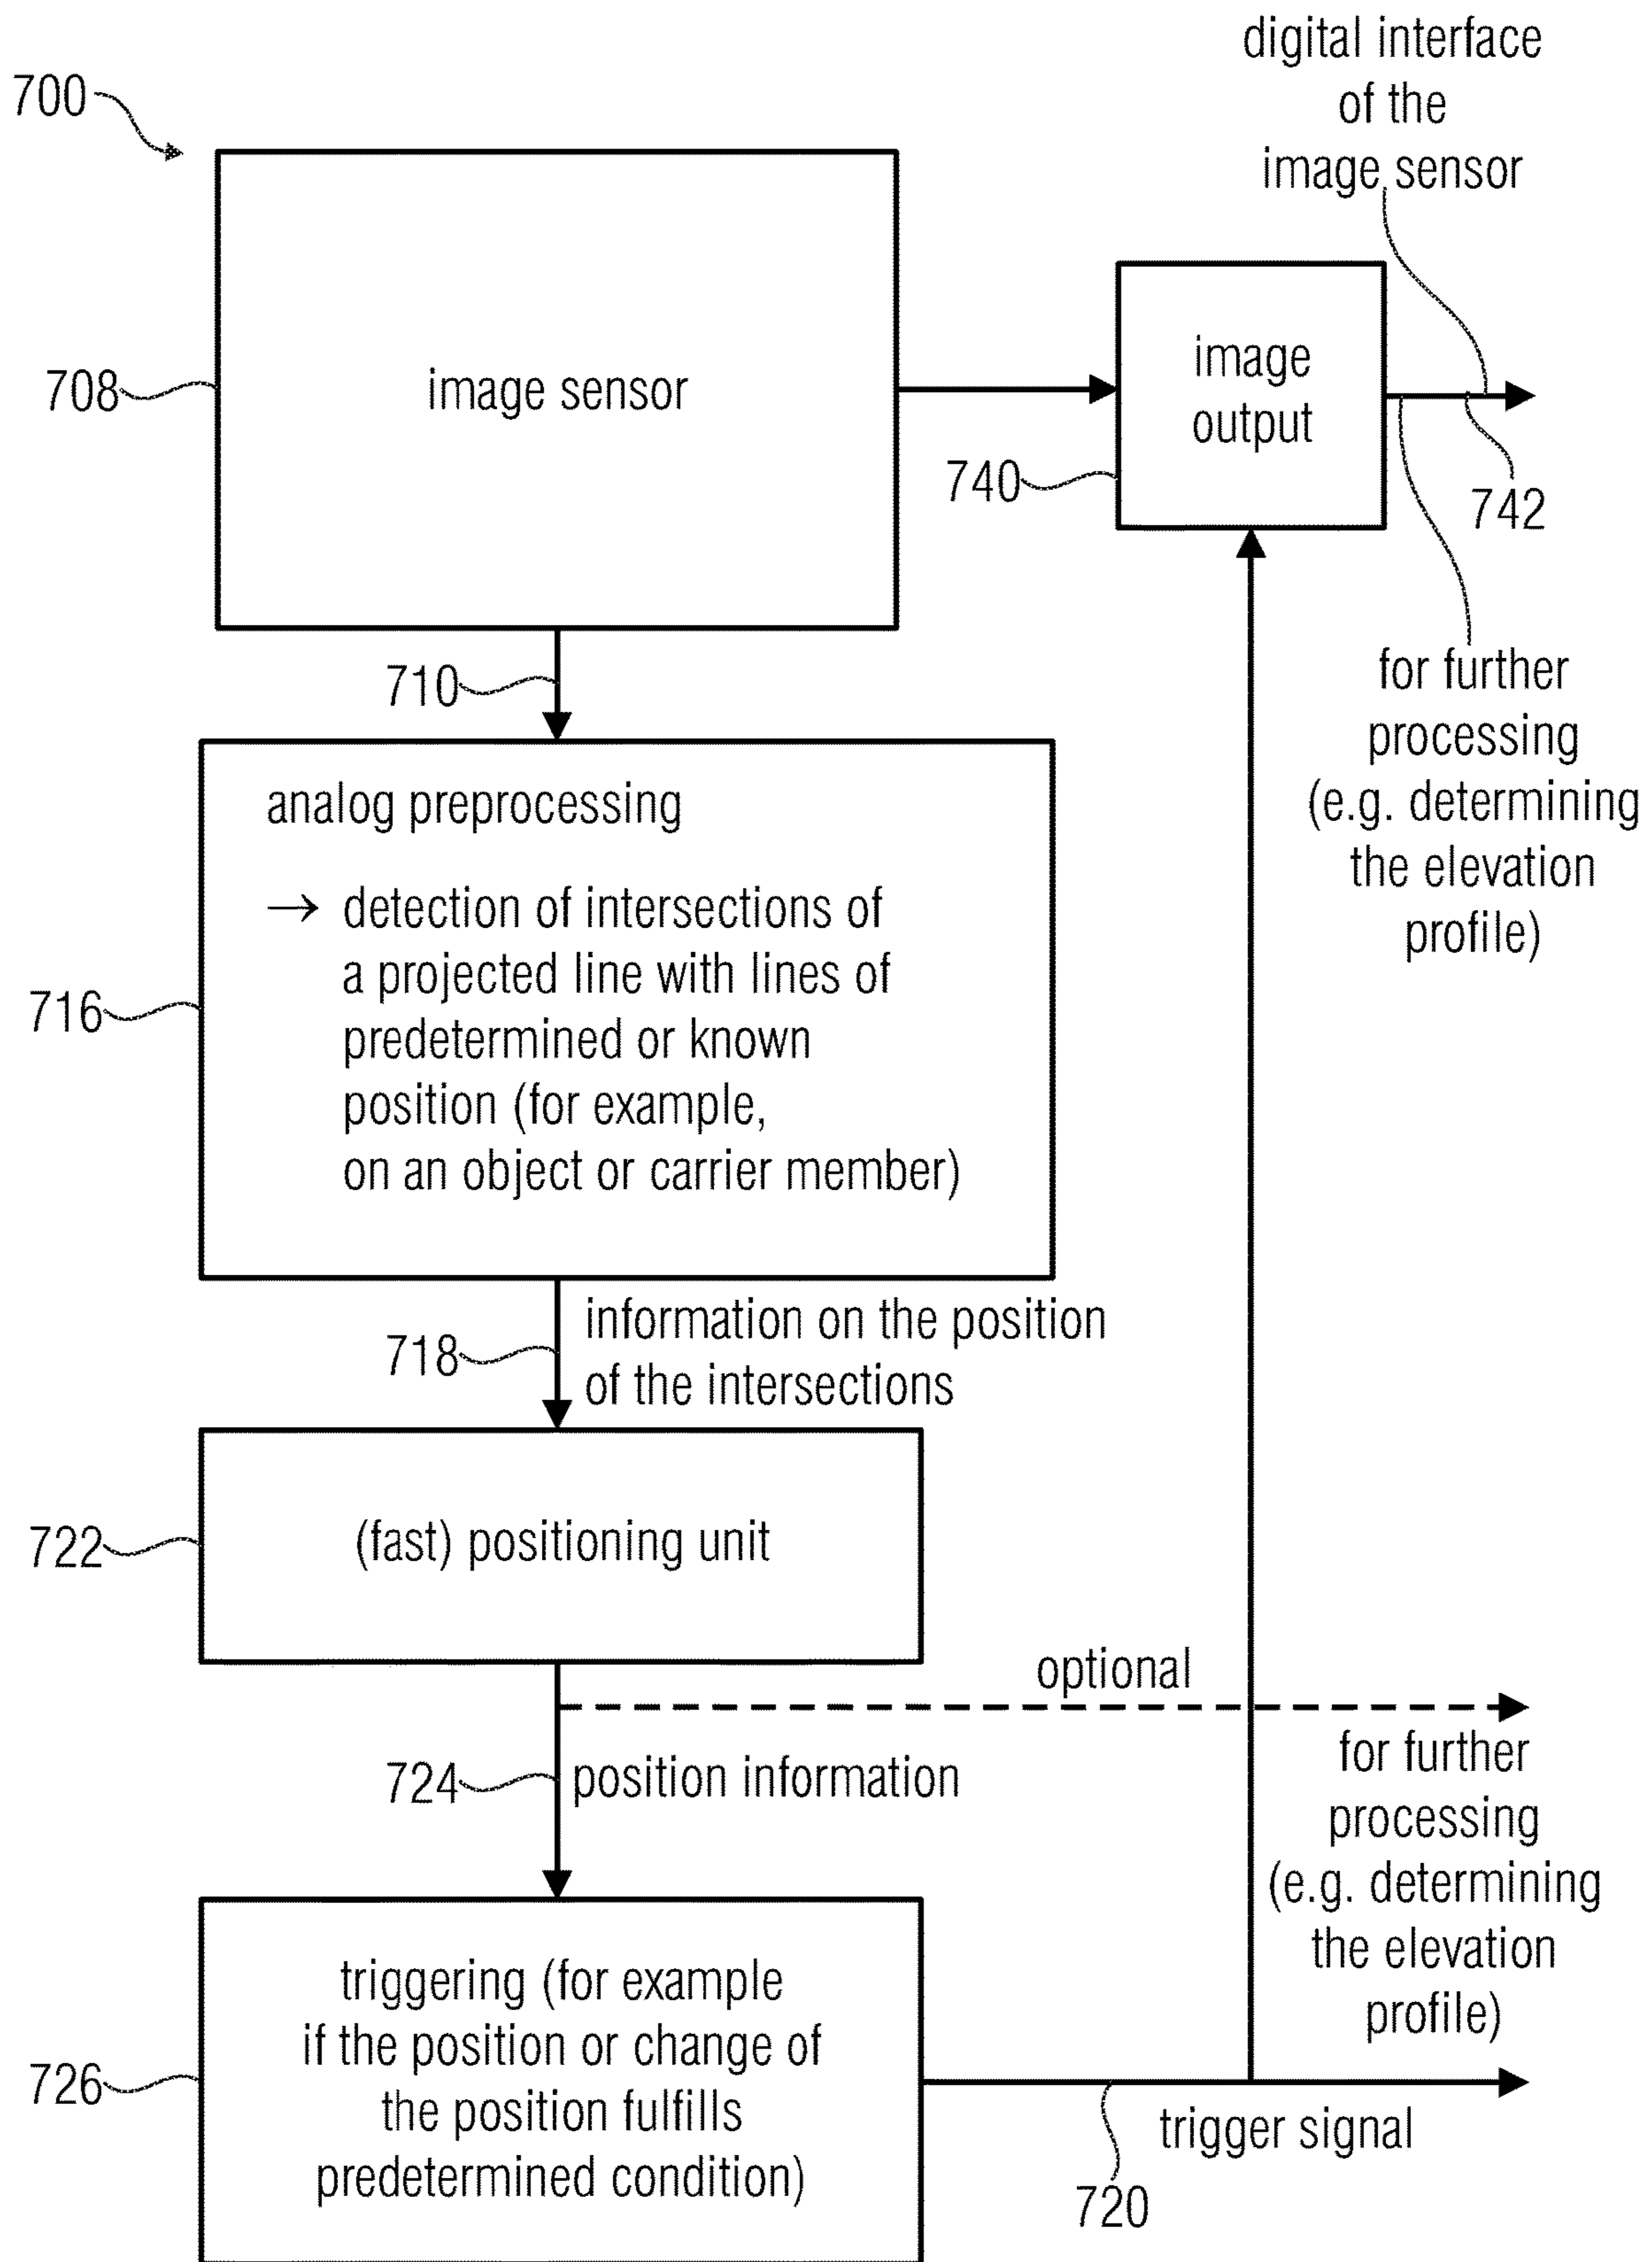 digital interface
of the
image sensor
700
708
image sensor
image
output
740
742
710
for further
processing
(e.g. determining
the elevation
profile)
analog preprocessing
→ detection of intersections of
a projected line with lines of
predetermined or known
position (for example,
on an object or carrier member)
716
718
information on the position
of the intersections
722
(fast) positioning unit
optional
724
position information
for further
processing
(e.g. determining
the elevation
profile)
726
triggering (for example
if the position or change of
the position fulfills
predetermined condition)
trigger signal
720